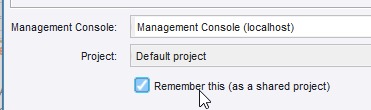 Management Console: Management Console (localhost)
Project: Default project
Remember this (as a shared project)